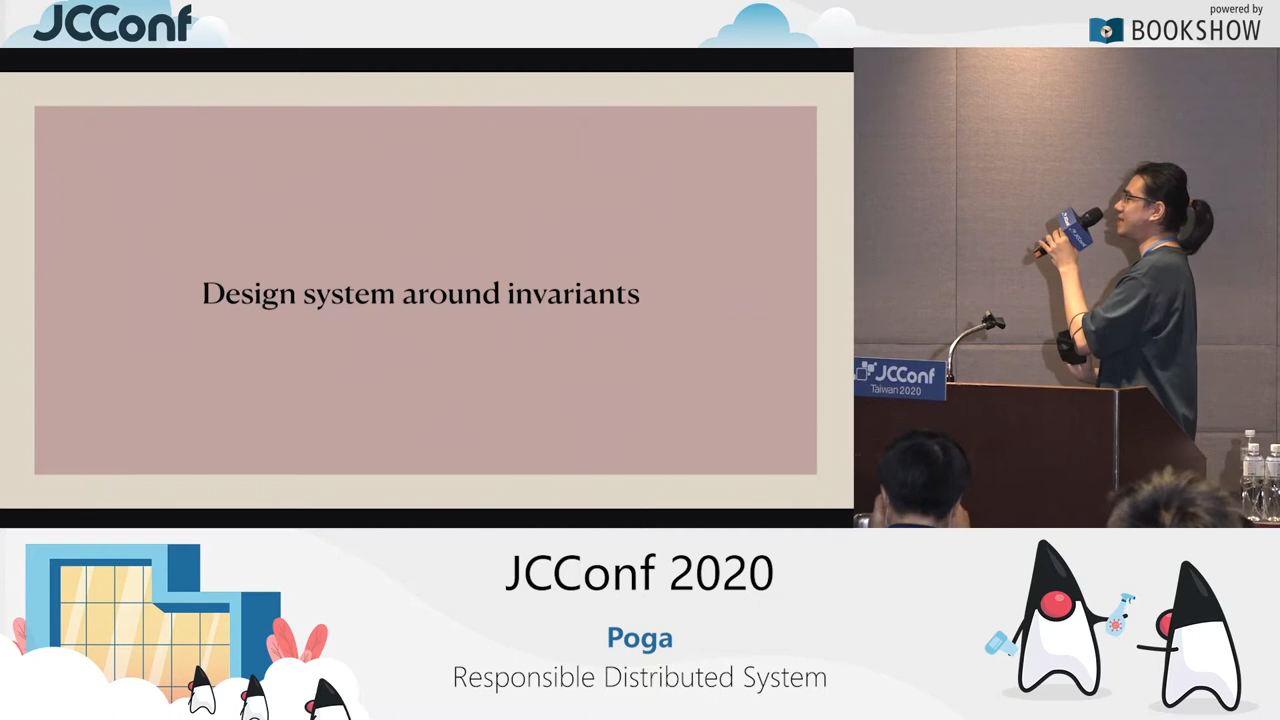 JCConf
powered by
BOOKSHOW
Design system around invariants
JCConf
Taiwan 2020
JCConf 2020
Poga
Responsible Distributed System